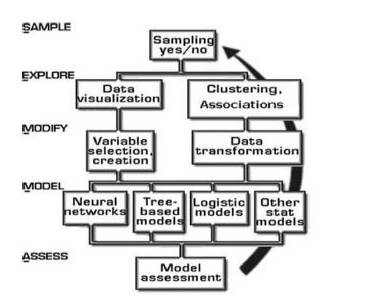 SAMPLE
Sampling
yes/no
EXPLORE
Data
visualization
Clustering,
Associations
MODIFY
Variable
selection,
creation
Data
transformation
MODEL
Neural
networks
Tree-
based
models
Logistic
models
Other
stat
models
ASSESS
Model
assessment